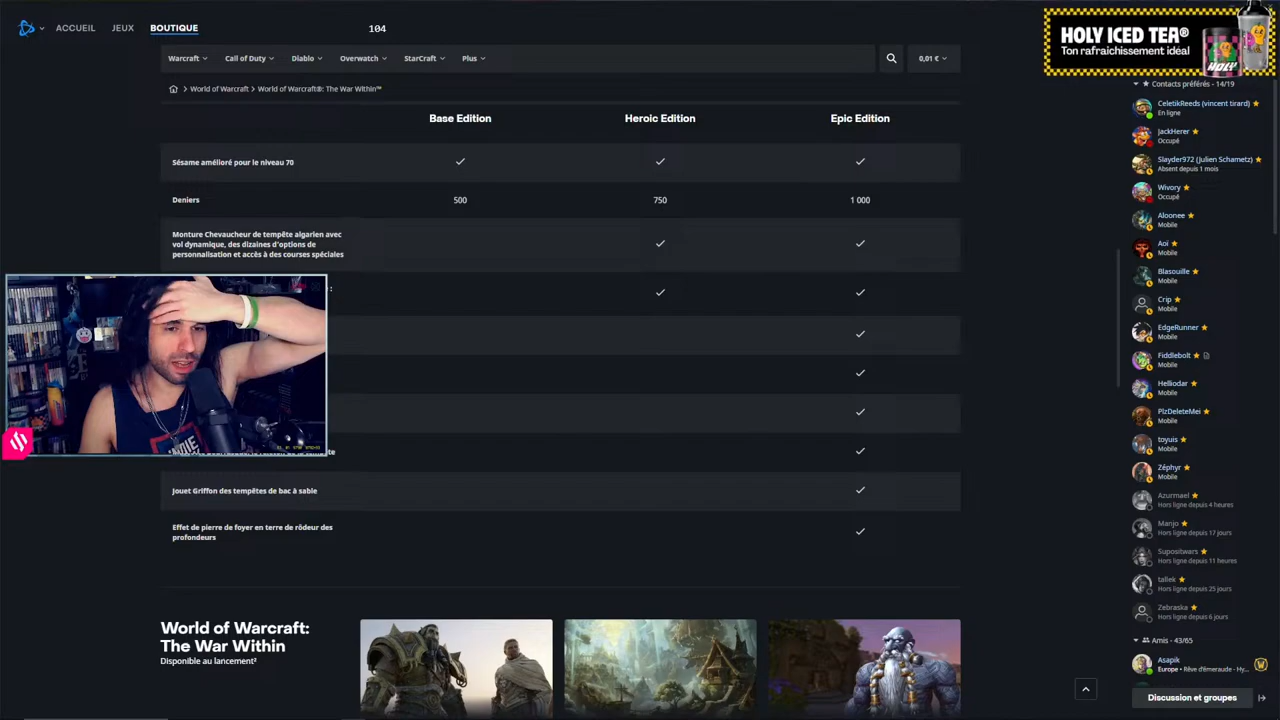 ACCUEIL JEUX BOUTIQUE 104
HOLY ICED TEA®
Ton rafraichissement idéal
HOLY
Warcraft Call of Duty Diablo Overwatch StarCraft Plus 0,01 €
World of Warcraft > World of Warcraft®: The War Within™
Base Edition Heroic Edition Epic Edition
Sésame amélioré pour le niveau 70
Deniers 500 750 1 000
Monture Chevaucheur de tempête algarien avec
vol dynamique, des dizaines d'options de
personnalisation et accès à des courses spéciales
Jouet Griffon des tempêtes de bac à sable
Effet de pierre de foyer en terre de rôdeur des
profondeurs
World of Warcraft:
The War Within
Disponible au lancement²
Contacts préférés - 14/19
CeletikReeds (vincent tirard)
En ligne
JackHerer
Occupé
Slayder972 (Julien Schametz)
Absent depuis 1 mois
Wivory
Occupé
Aloonee
Mobile
Aoï
Mobile
Blasouille
Mobile
Crip
Mobile
EdgeRunner
Mobile
Fiddlebolt
Mobile
Helliodar
Mobile
PlzDeleteMei
Mobile
toyuis
Mobile
Zéphyr
Mobile
Azurmael
Hors ligne depuis 4 heures
Manjo
Hors ligne depuis 17 jours
Supositwars
Hors ligne depuis 11 heures
tallek
Hors ligne depuis 25 jours
Zebraska
Hors ligne depuis 6 jours
Amis - 43/65
Asapik
Europe • Rêve d'émeraude - Hy...
Discussion et groupes